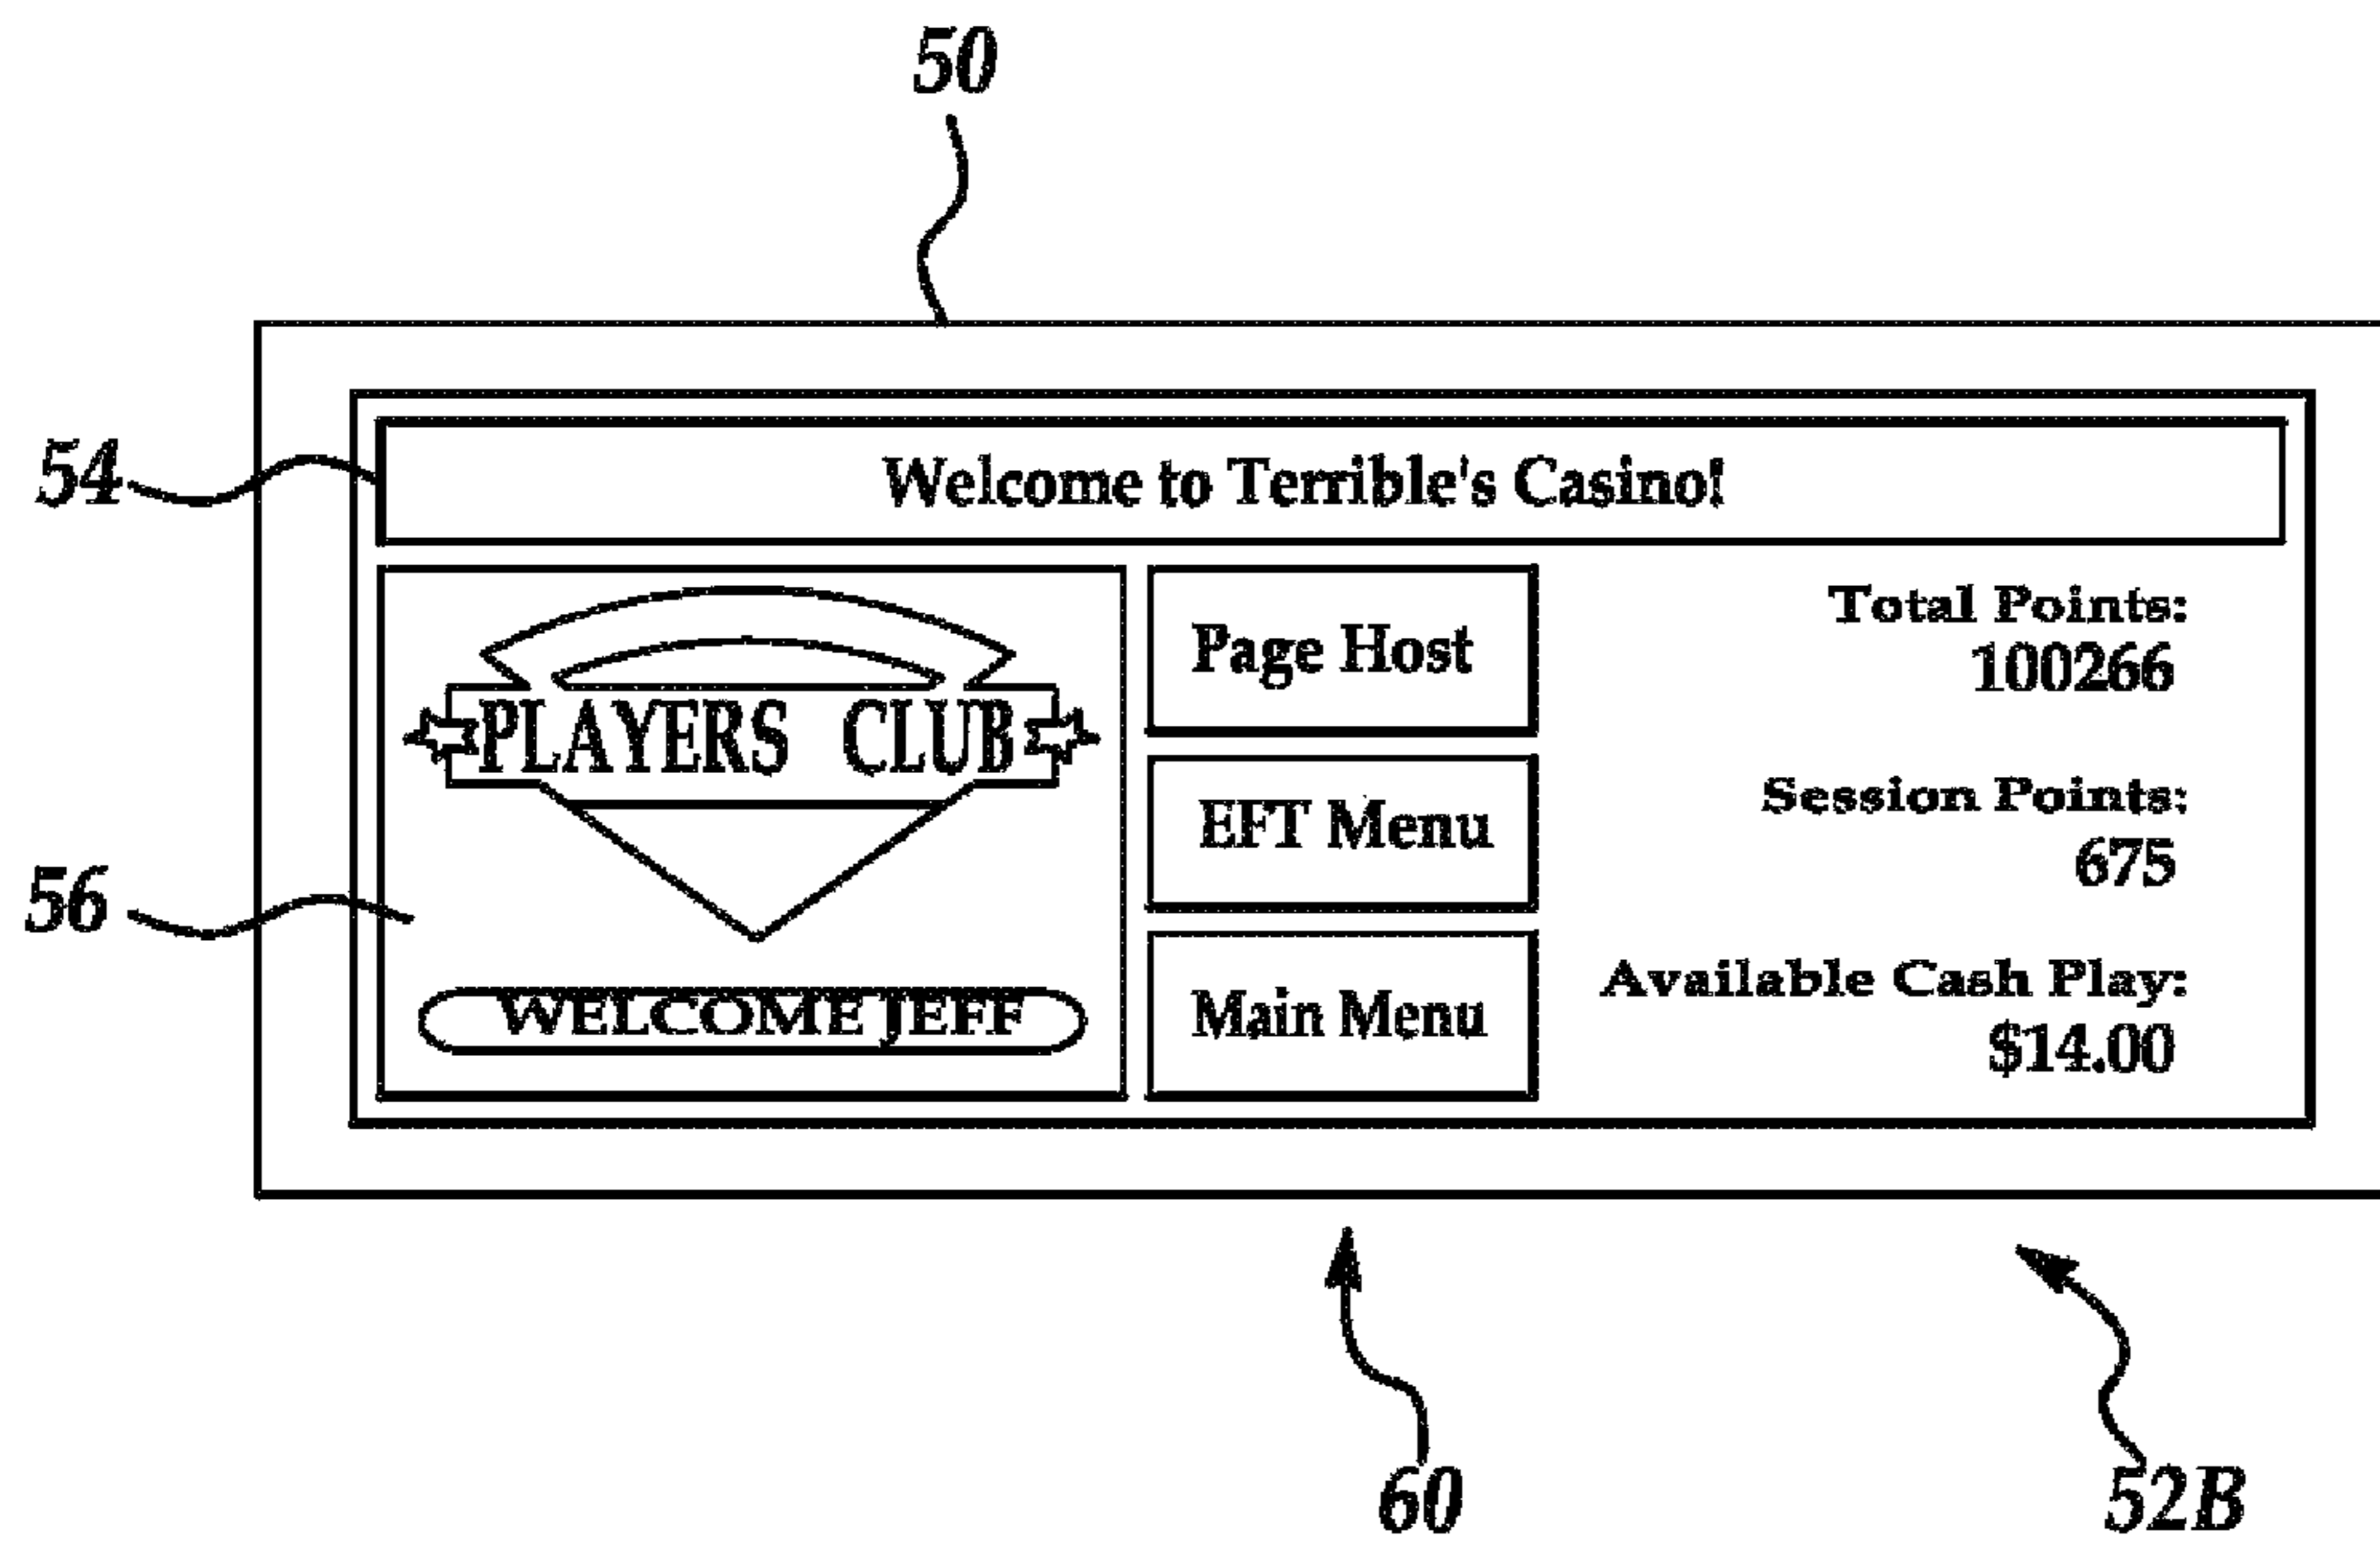 50
54
Welcome to Terrible's Casino!
PLAYERS CLUB
56
WELCOME JEFF
Page Host
EFT Menu
Main Menu
Total Points:
100266
Session Points:
675
Available Cash Play:
$14.00
60
52B